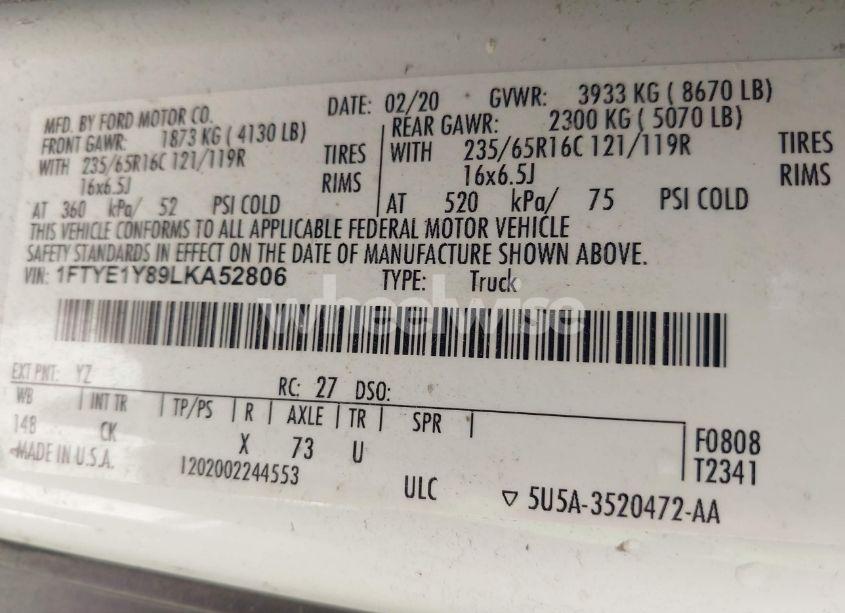 MFD. BY FORD MOTOR CO. DATE: 02/20 GVWR: 3933 KG ( 8670 LB)
FRONT GAWR: 1873 KG ( 4130 LB) REAR GAWR: 2300 KG ( 5070 LB)
WITH 235/65R16C 121/119R TIRES WITH 235/65R16C 121/119R TIRES
16x6.5J RIMS 16x6.5J RIMS
AT 360 kPa/ 52 PSI COLD AT 520 kPa/ 75 PSI COLD
THIS VEHICLE CONFORMS TO ALL APPLICABLE FEDERAL MOTOR VEHICLE
SAFETY STANDARDS IN EFFECT ON THE DATE OF MANUFACTURE SHOWN ABOVE.
VIN: 1FTYE1Y89LKA52806 TYPE: Truck
wheelwise
EXT PNT: YZ RC: 27 DSO:
WB INT TR TP/PS R AXLE TR SPR
148 CK X 73 U
F0808
T2341
MADE IN U.S.A. 1202002244553 ULC 5U5A-3520472-AA